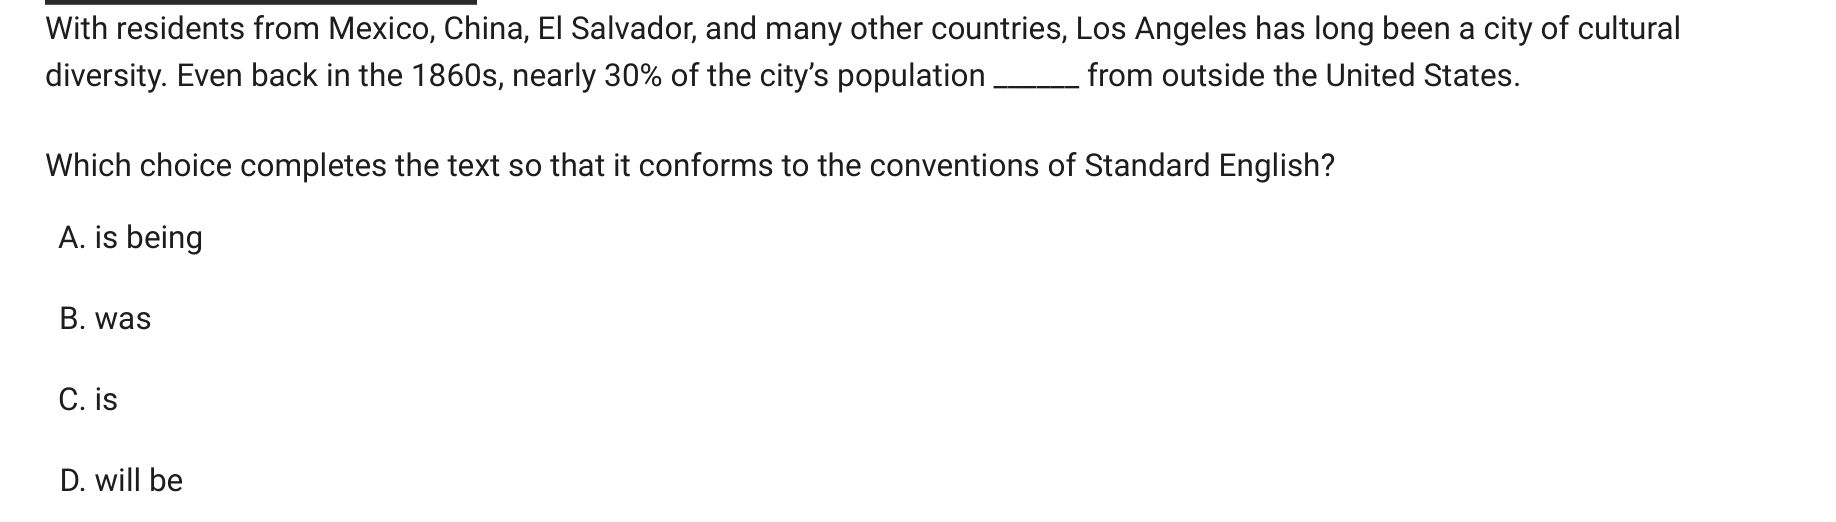 With residents from Mexico, China, El Salvador, and many other countries, Los Angeles has long been a city of cultural
diversity. Even back in the 1860s, nearly 30% of the city’s population ______ from outside the United States.
Which choice completes the text so that it conforms to the conventions of Standard English?
A. is being
B. was
C. is
D. will be